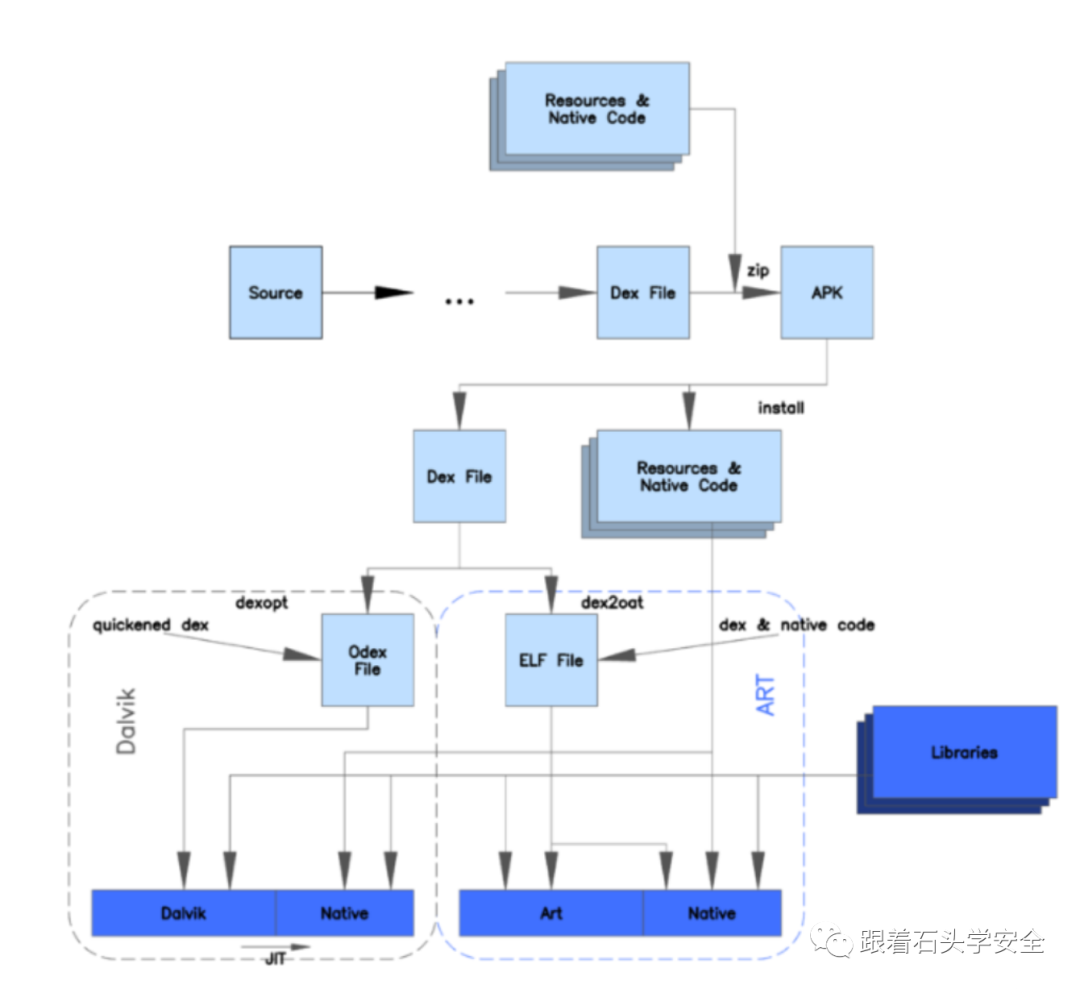 Resources &
Native Code
Source
...
Dex File
zip
APK
install
Dex File
Resources &
Native Code
dexopt
dex2oat
quickened dex
dex & native code
Odex
File
ELF File
Dalvik
ART
Libraries
Dalvik
Native
Art
Native
JIT
跟着石头学安全